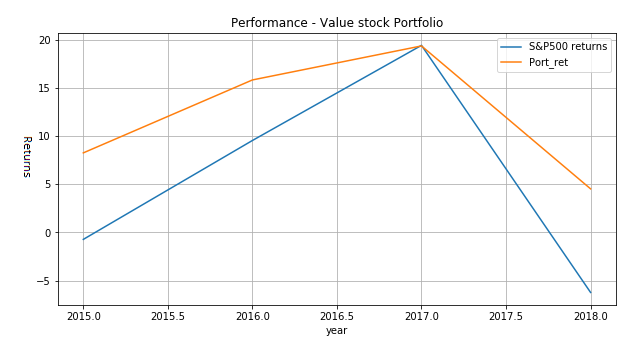 Performance - Value stock Portfolio
S&P500 returns
Port_ret
20
15
10
5
0
−5
Returns
2015.0 2015.5 2016.0 2016.5 2017.0 2017.5 2018.0
year